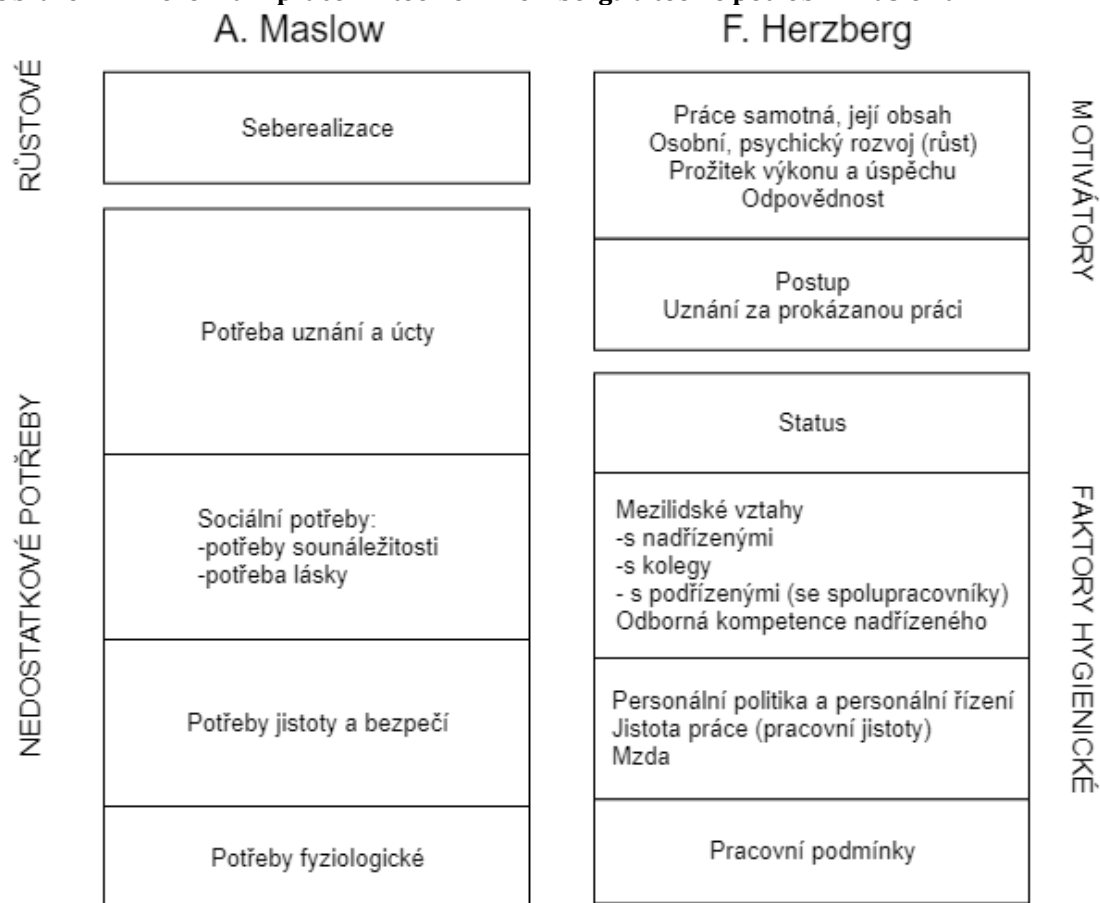 A. Maslow
F. Herzberg
RŮSTOVÉ
Seberealizace
Práce samotná, její obsah
Osobní, psychický rozvoj (růst)
Prožitek výkonu a úspěchu
Odpovědnost
MOTIVÁTORY
Postup
Uznání za prokázanou práci
NEDOSTATKOVÉ POTŘEBY
Potřeba uznání a úcty
Status
Sociální potřeby:
-potřeby sounáležitosti
-potřeba lásky
Mezilidské vztahy
-s nadřízenými
-s kolegy
- s podřízenými (se spolupracovníky)
Odborná kompetence nadřízeného
FAKTORY HYGIENICKÉ
Potřeby jistoty a bezpečí
Personální politika a personální řízení
Jistota práce (pracovní jistoty)
Mzda
Potřeby fyziologické
Pracovní podmínky